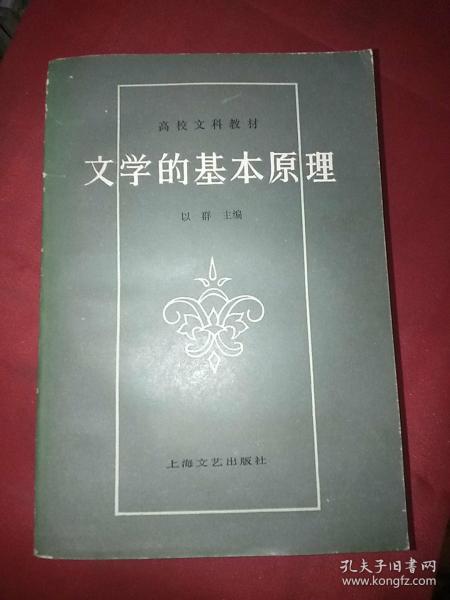 高校文科教材
文学的基本原理
以群 主编
上海文艺出版社
孔夫子旧书网
www.kongfz.com